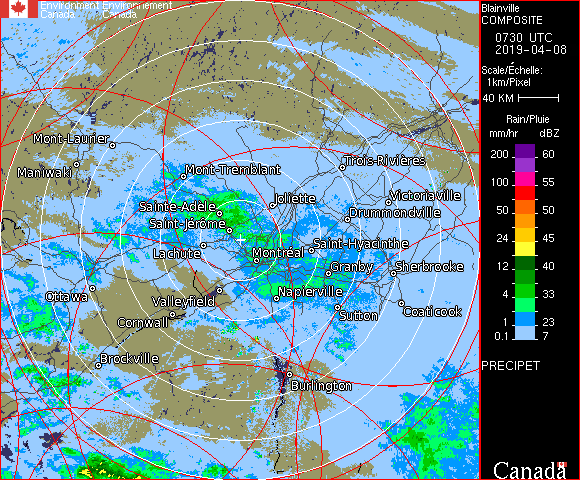 Environment Environnement
Canada Canada
Blainville
COMPOSITE
0730 UTC
2019-04-08
Scale/Échelle:
1km/Pixel
40 KM
Rain/Pluie
mm/hr dBZ
200 60
100 55
50 50
24 45
12 40
4 33
1 23
0.1 7
PRECIPET
Mont-Laurier
Maniwaki
Mont-Tremblant
Trois-Rivières
Sainte-Adèle
Joliette
Victoriaville
Drummondville
Saint-Jérôme
Lachute
Montréal
Saint-Hyacinthe
Granby
Sherbrooke
Ottawa
Valleyfield
Napierville
Cornwall
Sutton
Coaticook
Brockville
Burlington
Canada